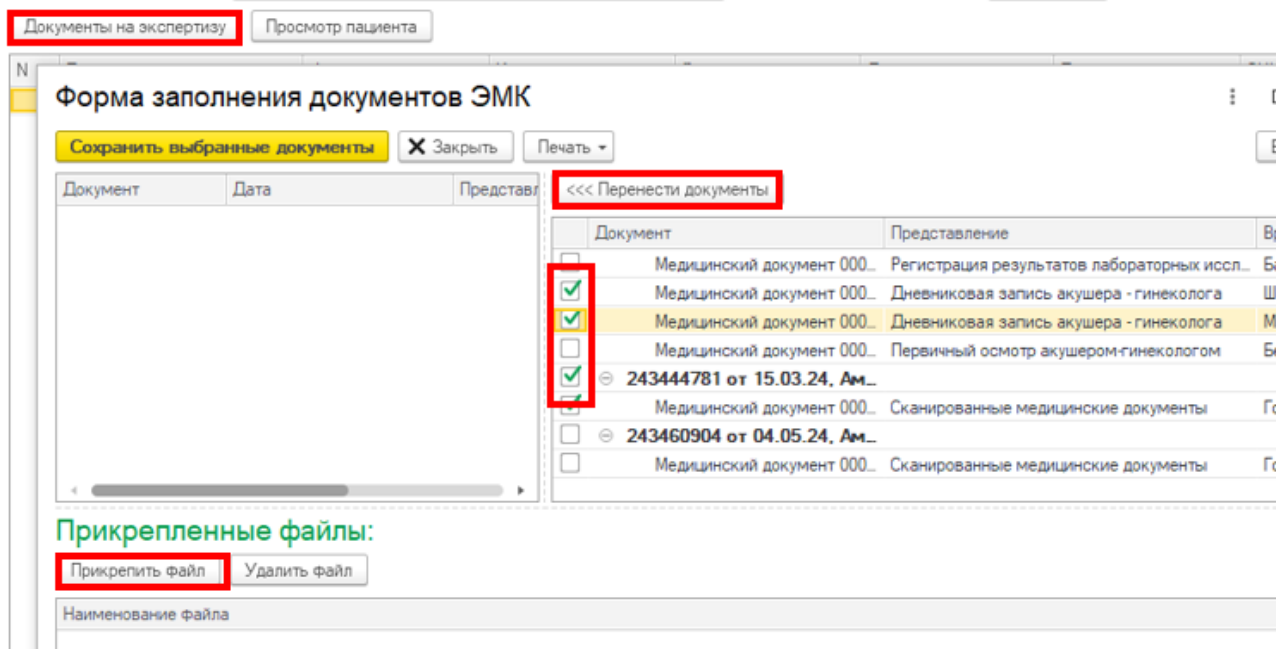 Документы на экспертизу Просмотр пациента
N
Форма заполнения документов ЭМК
Сохранить выбранные документы Закрыть Печать
Документ Дата Представл <<< Перенести документы
Документ Представление
Медицинский документ 000... Регистрация результатов лабораторных иссл...
Медицинский документ 000... Дневниковая запись акушера - гинеколога
Медицинский документ 000... Дневниковая запись акушера - гинеколога
Медицинский документ 000... Первичный осмотр акушером-гинекологом
243444781 от 15.03.24, Ам...
Медицинский документ 000... Сканированные медицинские документы
243460904 от 04.05.24, Ам...
Медицинский документ 000... Сканированные медицинские документы
Прикрепленные файлы:
Прикрепить файл Удалить файл
Наименование файла